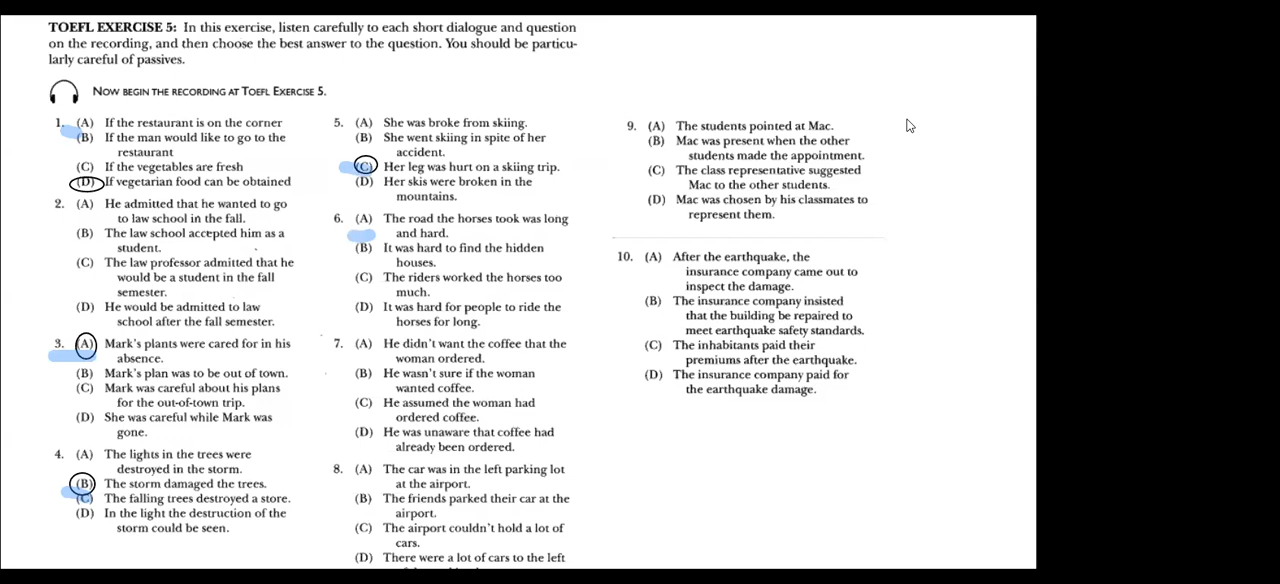 TOEFL EXERCISE 5: In this exercise, listen carefully to each short dialogue and question
on the recording, and then choose the best answer to the question. You should be particu-
larly careful of passives.
NOW BEGIN THE RECORDING AT TOEFL EXERCISE 5.
1. (A) If the restaurant is on the corner
(B) If the man would like to go to the
restaurant
(C) If the vegetables are fresh
(D) If vegetarian food can be obtained
2. (A) He admitted that he wanted to go
to law school in the fall.
(B) The law school accepted him as a
student.
(C) The law professor admitted that he
would be a student in the fall
semester.
(D) He would be admitted to law
school after the fall semester.
3. (A) Mark's plants were cared for in his
absence.
(B) Mark's plan was to be out of town.
(C) Mark was careful about his plans
for the out-of-town trip.
(D) She was careful while Mark was
gone.
4. (A) The lights in the trees were
destroyed in the storm.
(B) The storm damaged the trees.
(C) The falling trees destroyed a store.
(D) In the light the destruction of the
storm could be seen.
5. (A) She was broke from skiing.
(B) She went skiing in spite of her
accident.
(C) Her leg was hurt on a skiing trip.
(D) Her skis were broken in the
mountains.
6. (A) The road the horses took was long
and hard.
(B) It was hard to find the hidden
houses.
(C) The riders worked the horses too
much.
(D) It was hard for people to ride the
horses for long.
7. (A) He didn't want the coffee that the
woman ordered.
(B) He wasn't sure if the woman
wanted coffee.
(C) He assumed the woman had
ordered coffee.
(D) He was unaware that coffee had
already been ordered.
8. (A) The car was in the left parking lot
at the airport.
(B) The friends parked their car at the
airport.
(C) The airport couldn't hold a lot of
cars.
(D) There were a lot of cars to the left
9. (A) The students pointed at Mac.
(B) Mac was present when the other
students made the appointment.
(C) The class representative suggested
Mac to the other students.
(D) Mac was chosen by his classmates to
represent them.
10. (A) After the earthquake, the
insurance company came out to
inspect the damage.
(B) The insurance company insisted
that the building be repaired to
meet earthquake safety standards.
(C) The inhabitants paid their
premiums after the earthquake.
(D) The insurance company paid for
the earthquake damage.